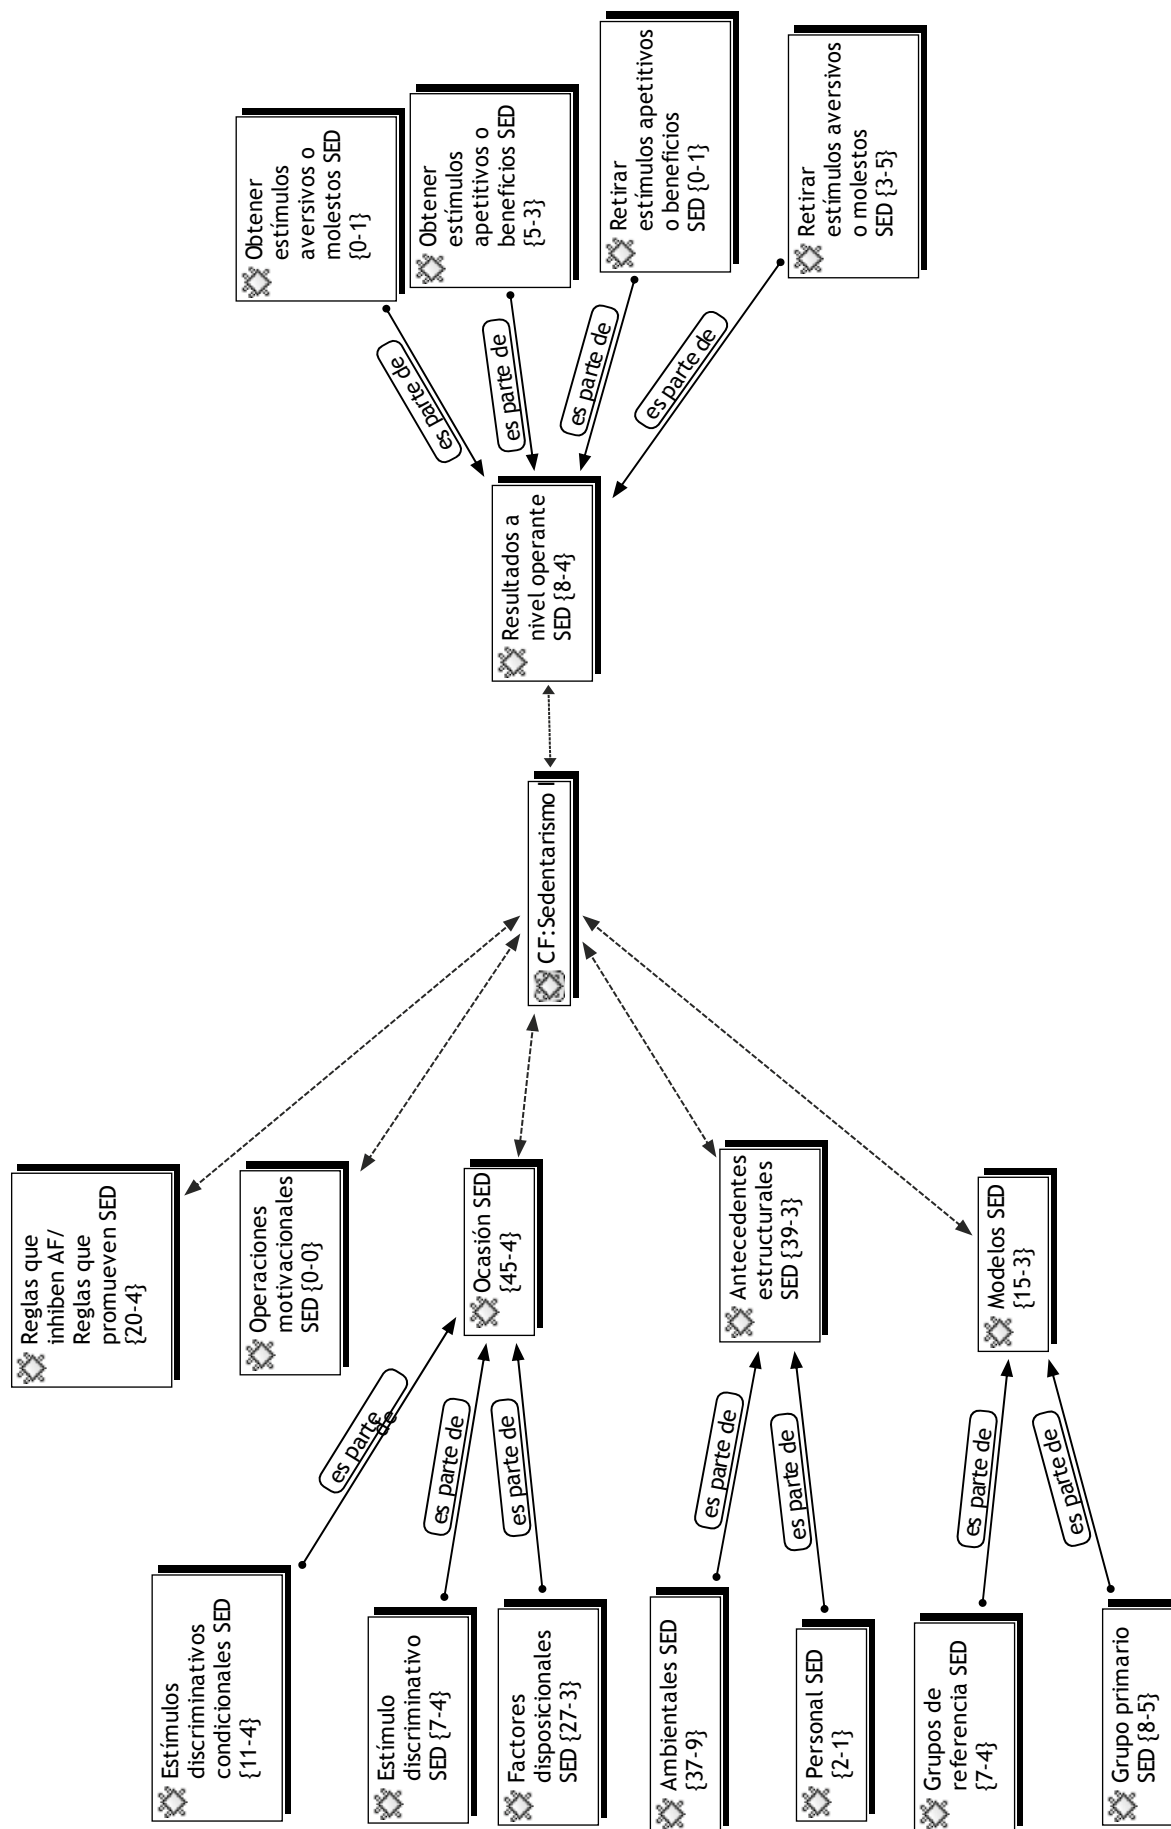 Estímulos
discriminativos
condicionales SED
{11-4}
Estímulo
discriminativo
SED {7-4}
Factores
disposicionales
SED {27-3}
Ambientales SED
{37-9}
Personal SED
{2-1}
Grupos de
referencia SED
{7-4}
Grupo primario
SED {8-5}
es parte
de
es parte de
es parte de
es parte de
es parte de
es parte de
es parte de
Reglas que
inhiben AF/
Reglas que
promueven SED
{20-4}
Operaciones
motivacionales
SED {0-0}
Ocasión SED
{45-4}
Antecedentes
estructurales
SED {39-3}
Modelos SED
{15-3}
CF:Sedentarismo
Resultados a
nivel operante
SED {8-4}
es parte de
es parte de
es parte de
es parte de
Obtener
estímulos
aversivos o
molestos SED
{0-1}
Obtener
estímulos
apetitivos o
beneficios SED
{5-3}
Retirar
estímulos apetitivos
o beneficios
SED {0-1}
Retirar
estímulos aversivos
o molestos
SED {3-5}